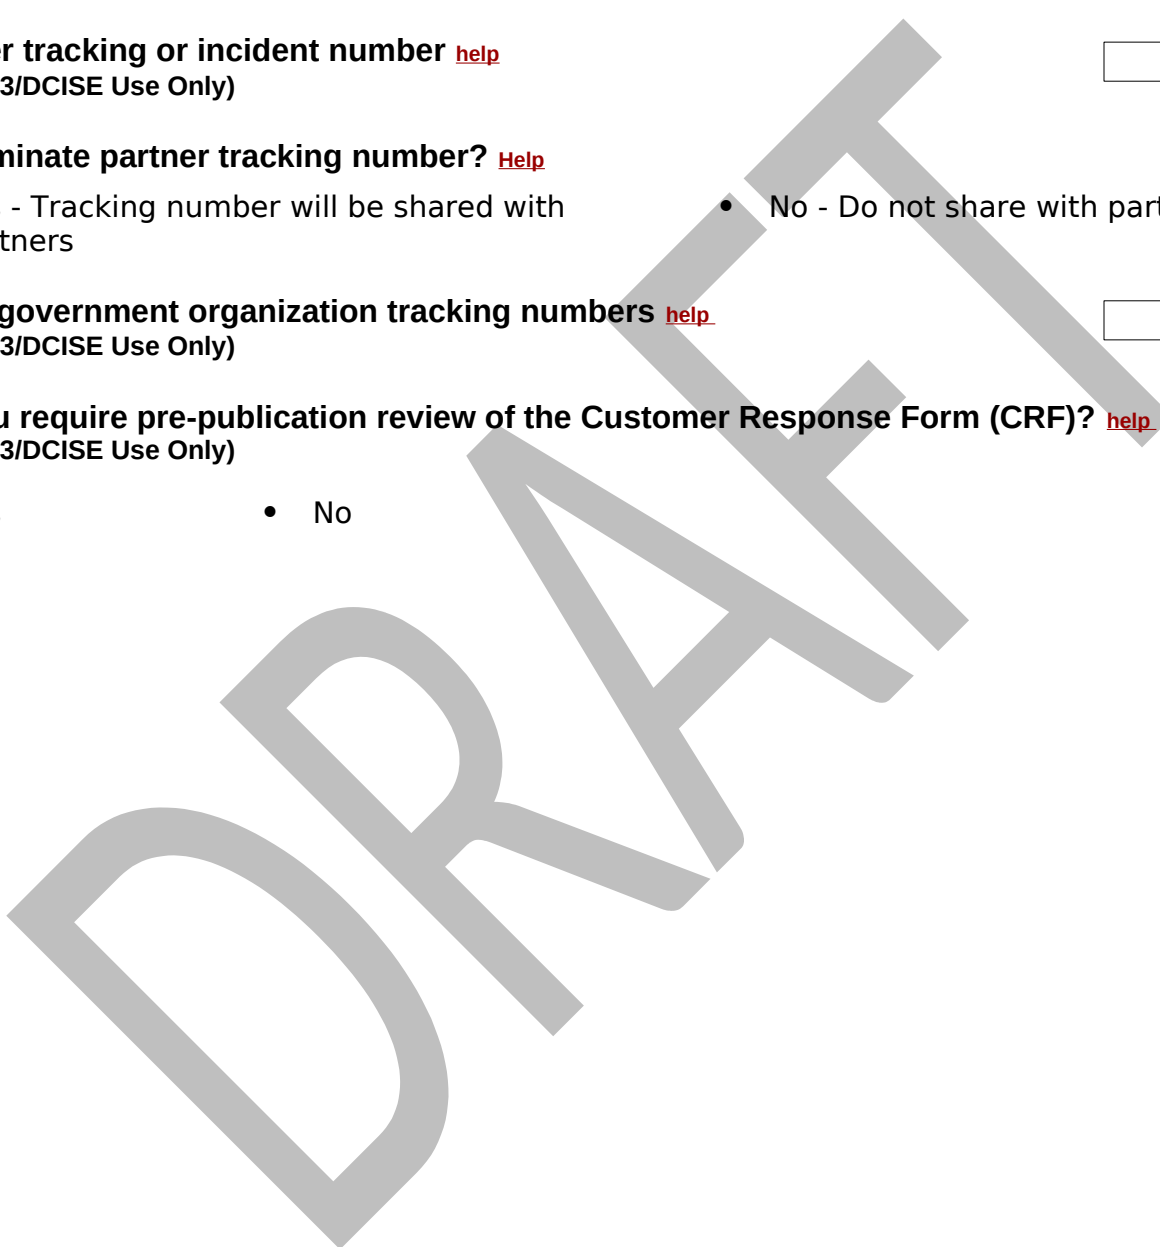 r tracking or incident number help
3/DCISE Use Only)
minate partner tracking number? Help
- Tracking number will be shared with
tners
• No - Do not share with part
government organization tracking numbers help
3/DCISE Use Only)
u require pre-publication review of the Customer Response Form (CRF)? help
3/DCISE Use Only)
• No
DRAFT